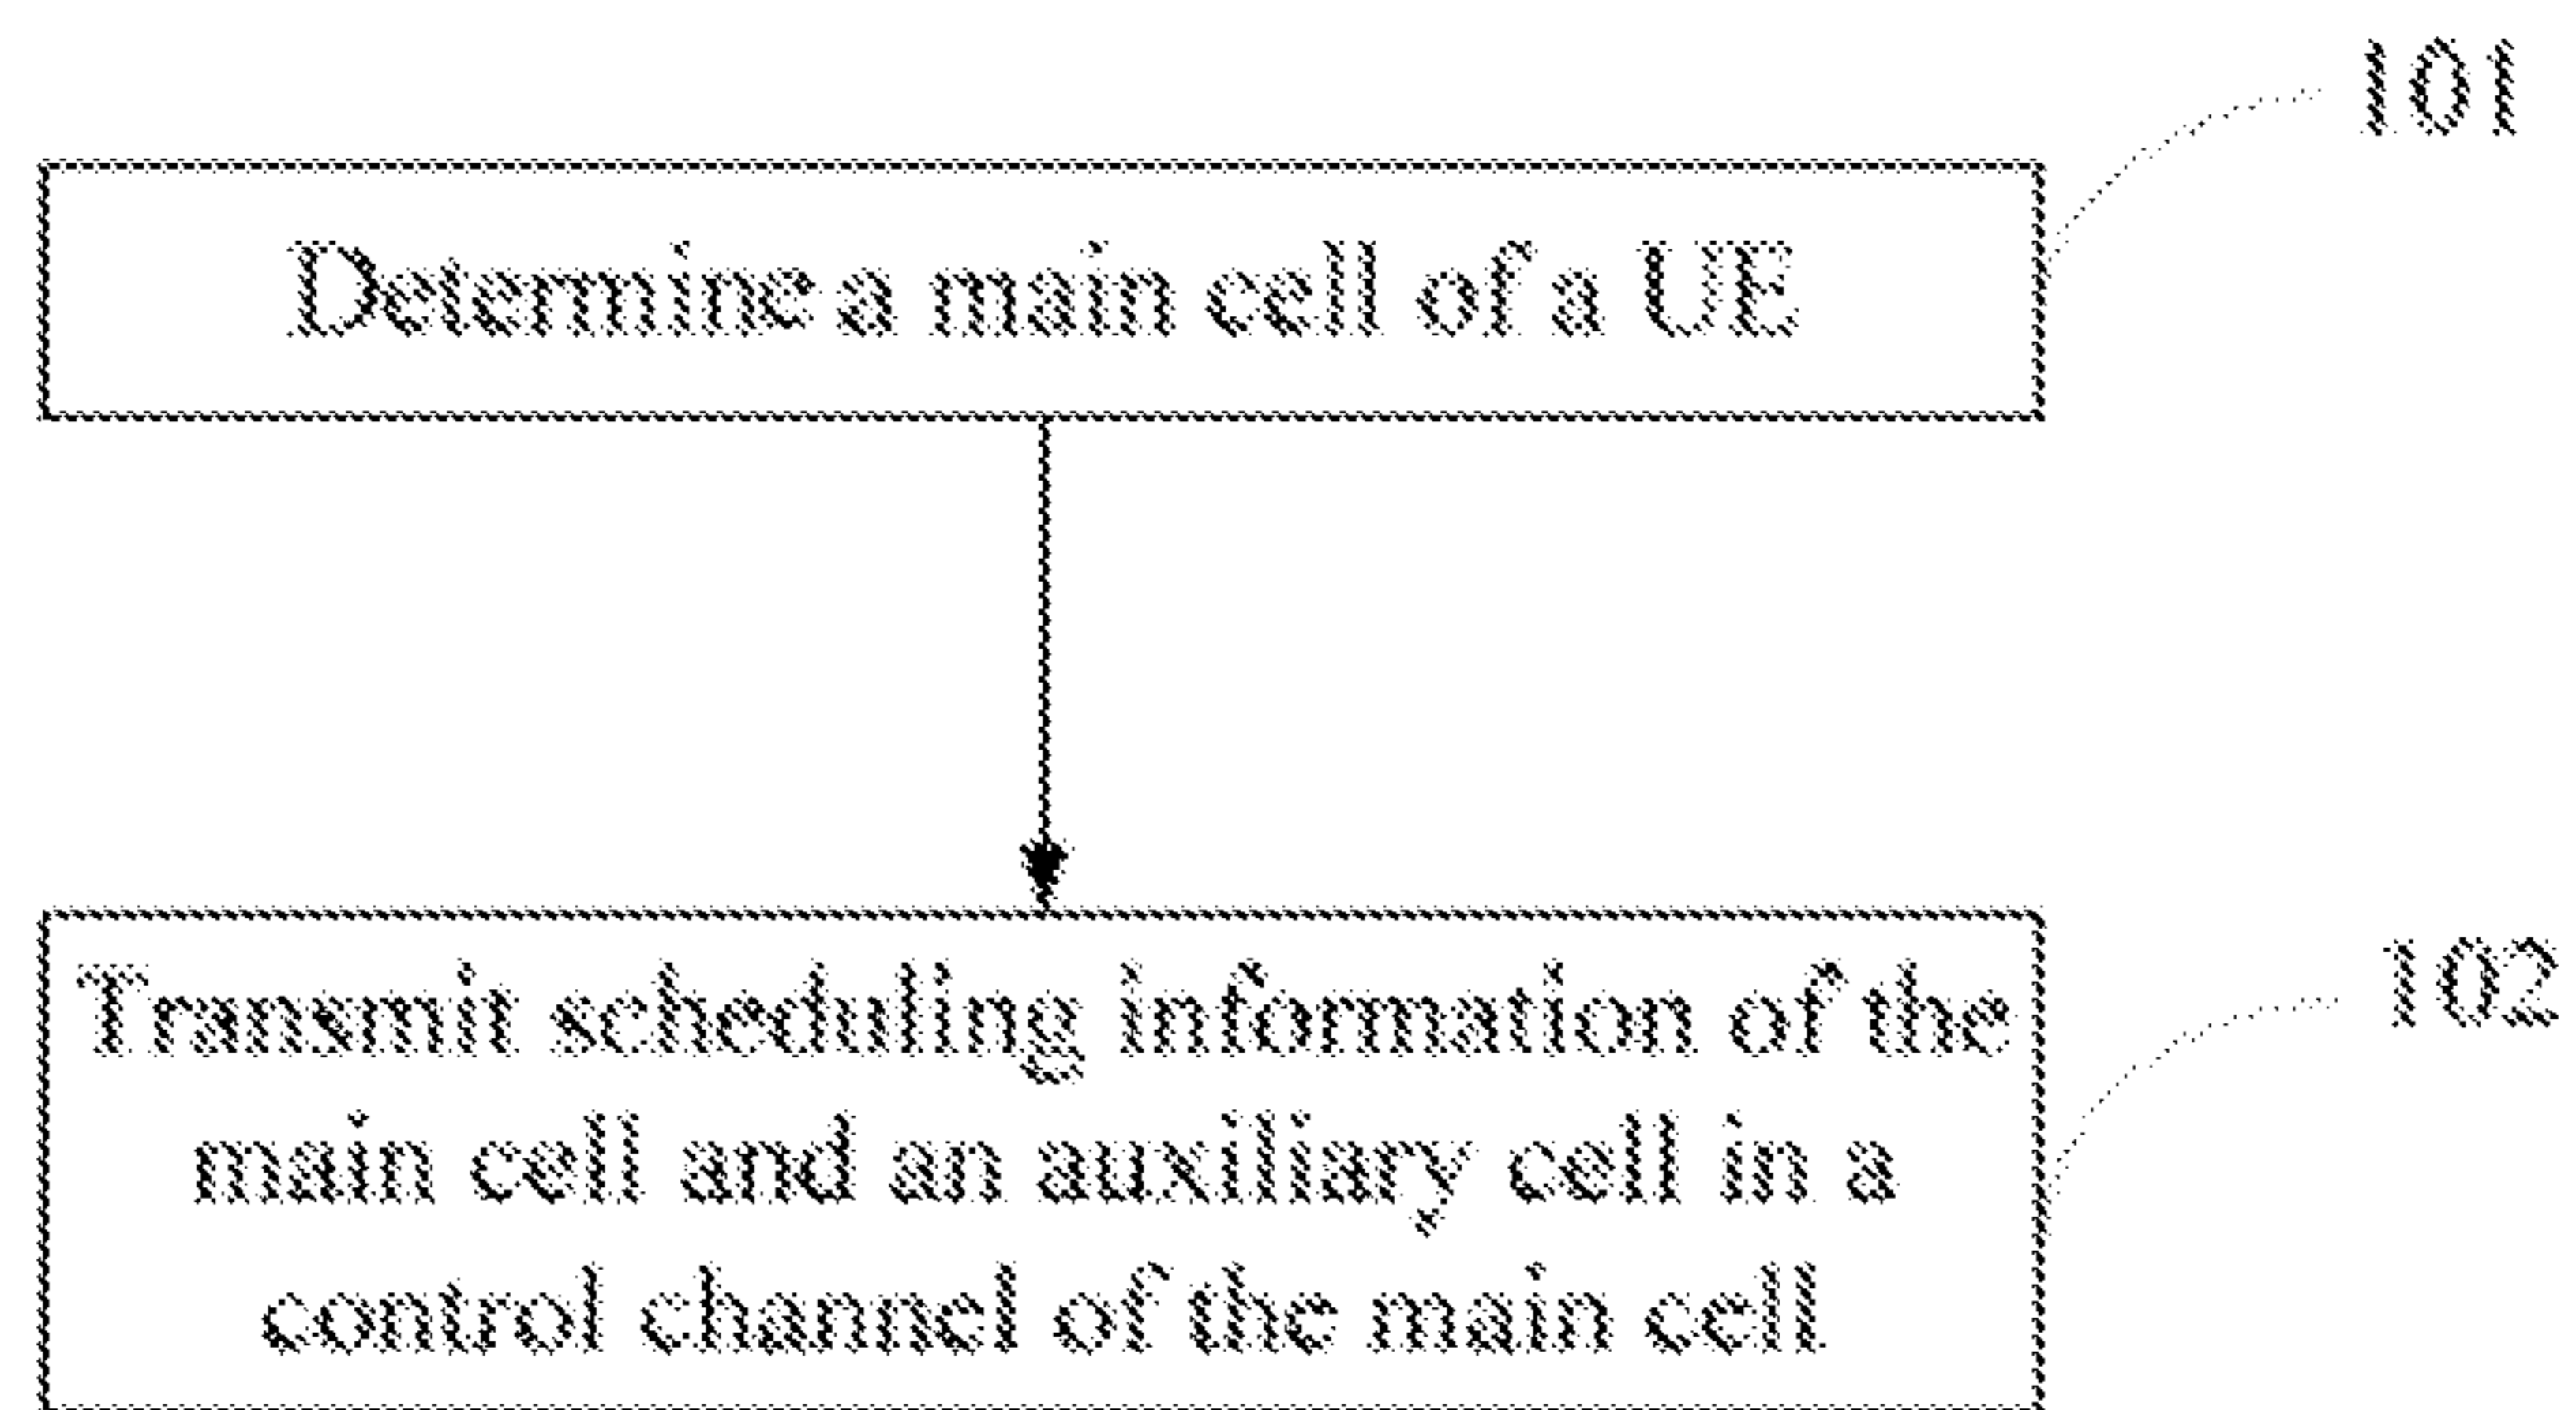 101
Determine a main cell of a UE
Transmit scheduling information of the
102
main cell and an auxiliary cell in a
control channel of the main cell